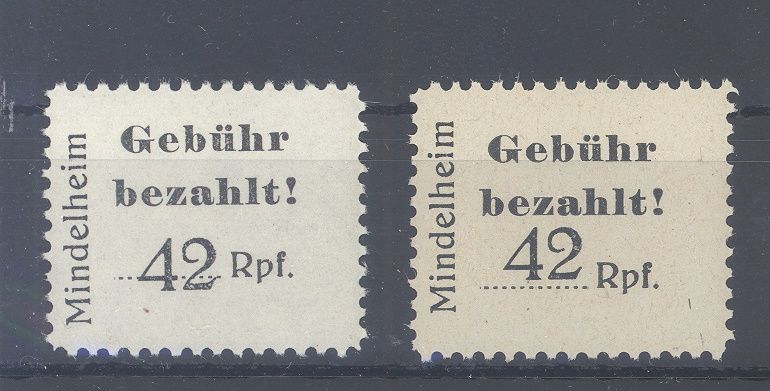 Mindelheim
Gebühr
bezahlt!
42 Rpf.
Mindelheim
Gebühr
bezahlt!
42 Rpf.